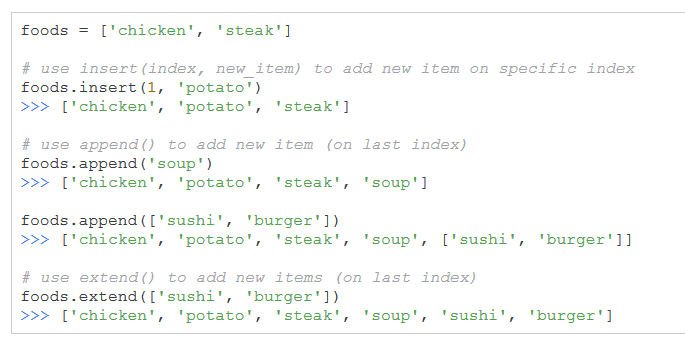 foods = ['chicken', 'steak']
# use insert(index, new_item) to add new item on specific index
foods.insert(1, 'potato')
>>> ['chicken', 'potato', 'steak']
# use append() to add new item (on last index)
foods.append('soup')
>>> ['chicken', 'potato', 'steak', 'soup']
foods.append(['sushi', 'burger'])
>>> ['chicken', 'potato', 'steak', 'soup', ['sushi', 'burger']]
# use extend() to add new items (on last index)
foods.extend(['sushi', 'burger'])
>>> ['chicken', 'potato', 'steak', 'soup', 'sushi', 'burger']